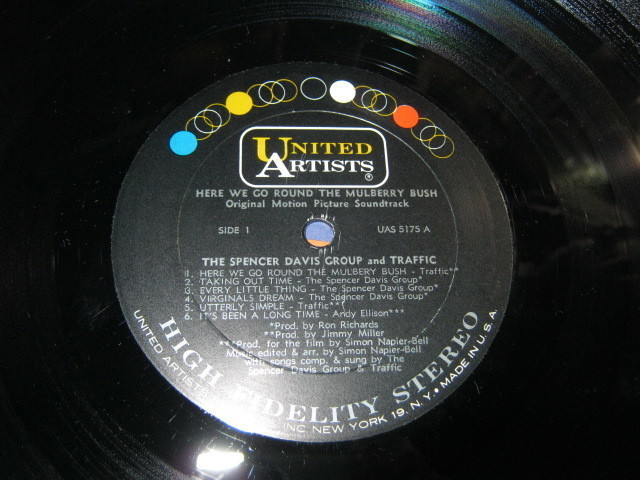 UNITED
ARTISTS
®
HERE WE GO ROUND THE MULBERRY BUSH
Original Motion Picture Soundtrack
SIDE 1
UAS 5175 A
THE SPENCER DAVIS GROUP and TRAFFIC
1. HERE WE GO ROUND THE MULBERY BUSH - Traffic**
2. TAKING OUT TIME - The Spencer Davis Group*
3. EVERY LITTLE THING - The Spencer Davis Group*
4. VIRGINALS DREAM - The Spencer Davis Group*
5. UTTERLY SIMPLE - Traffic**
6. IT'S BEEN A LONG TIME - Andy Ellison***
*Prod. by Ron Richards
**Prod. by Jimmy Miller
***Prod. for the film by Simon Napier-Bell
Music edited & arr. by Simon Napier-Bell
with songs comp. & sung by The
Spencer Davis Group & Traffic
HIGH FIDELITY STEREO
UNITED ARTIST INC. NEW YORK 19, N.Y. • MADE IN U.S.A.